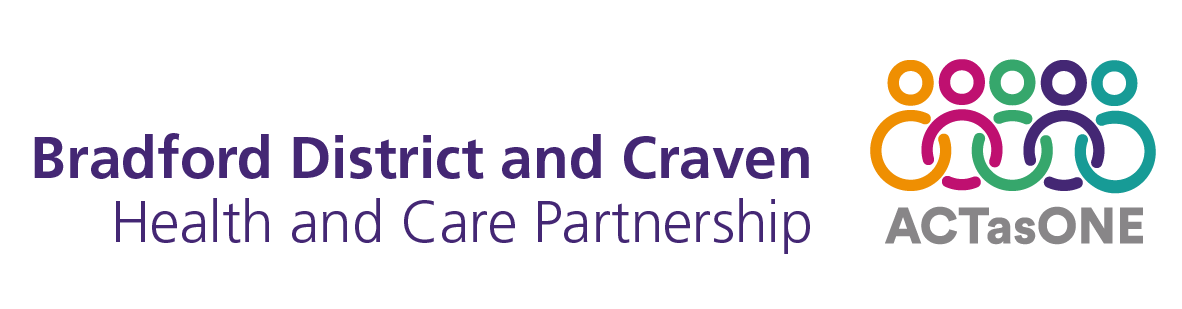 Bradford District and Craven
Health and Care Partnership
ACTasONE